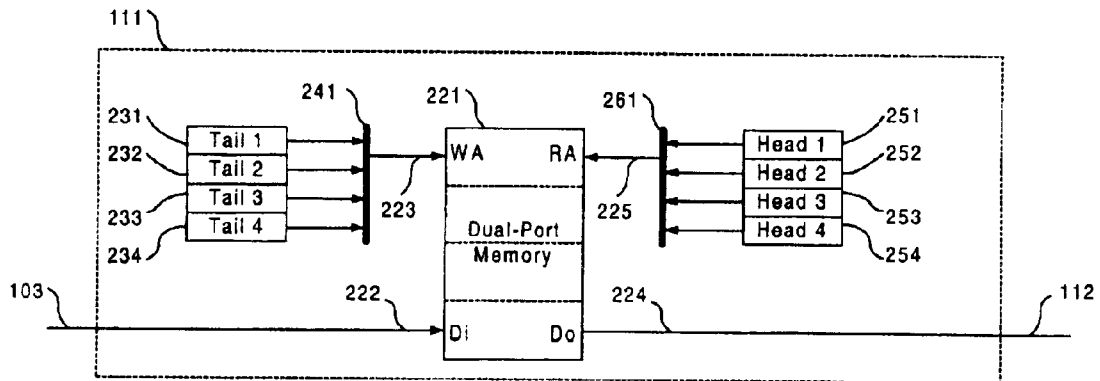 111
241
221
261
231
Tail 1
WA
RA
Head 1
251
232
Tail 2
Head 2
252
233
Tail 3
223
225
Head 3
253
234
Tail 4
Dual-Port
Memory
Head 4
254
103
222
224
112
Di
Do